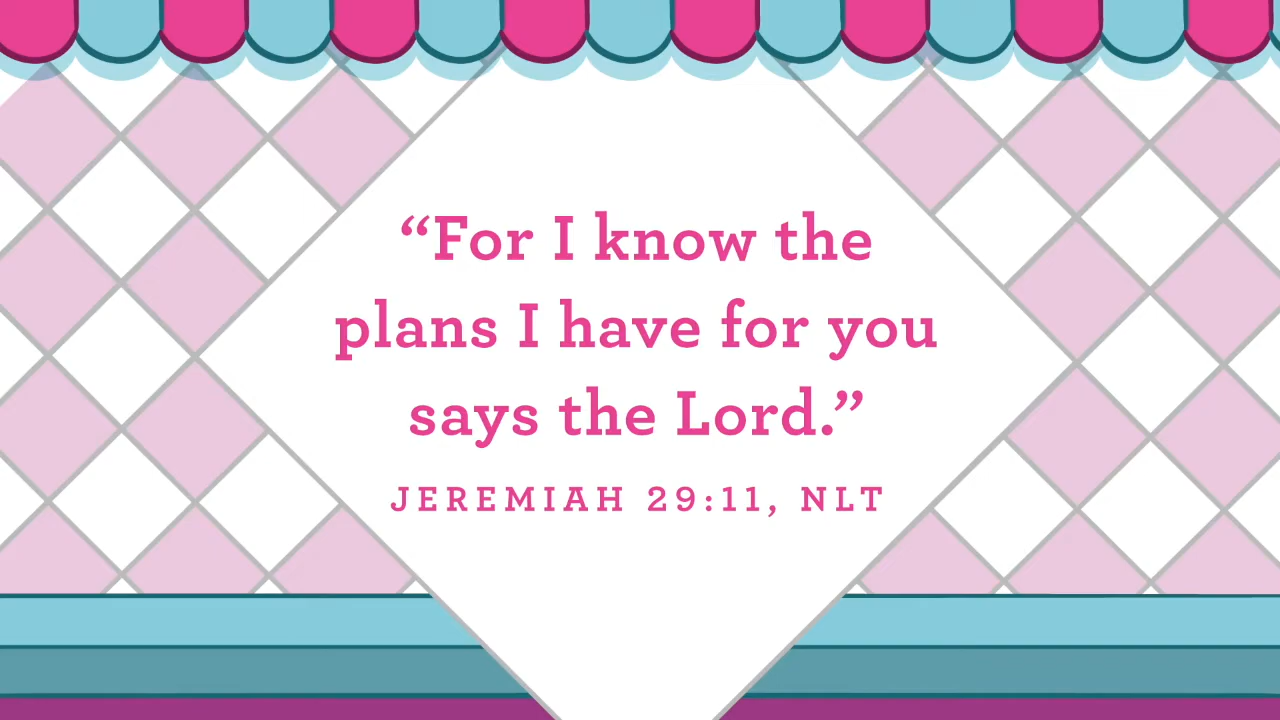 “For I know the
plans I have for you
says the Lord.”
JEREMIAH 29:11, NLT